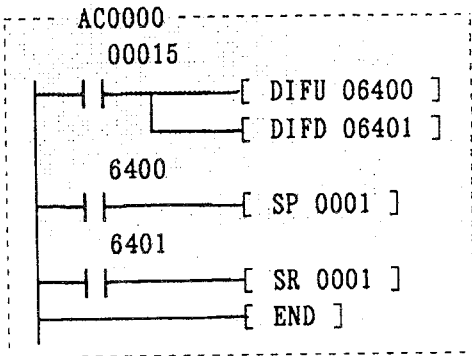 AC0000
00015
[ DIFU 06400 ]
[ DIFD 06401 ]
6400
[ SP 0001 ]
6401
[ SR 0001 ]
[ END ]